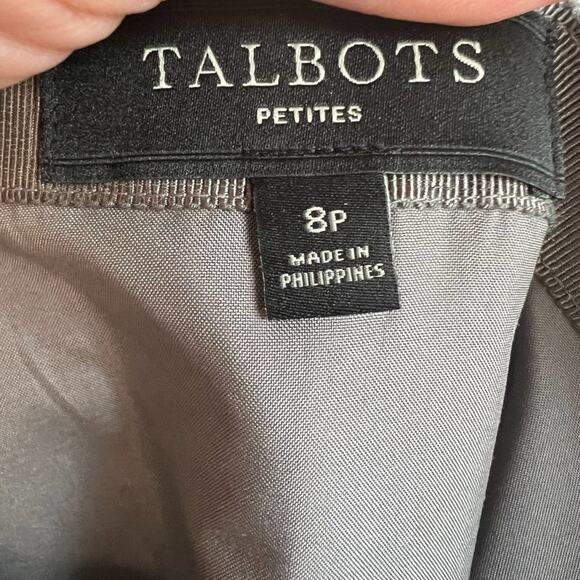 TALBOTS
PETITES
8P
MADE IN
PHILIPPINES